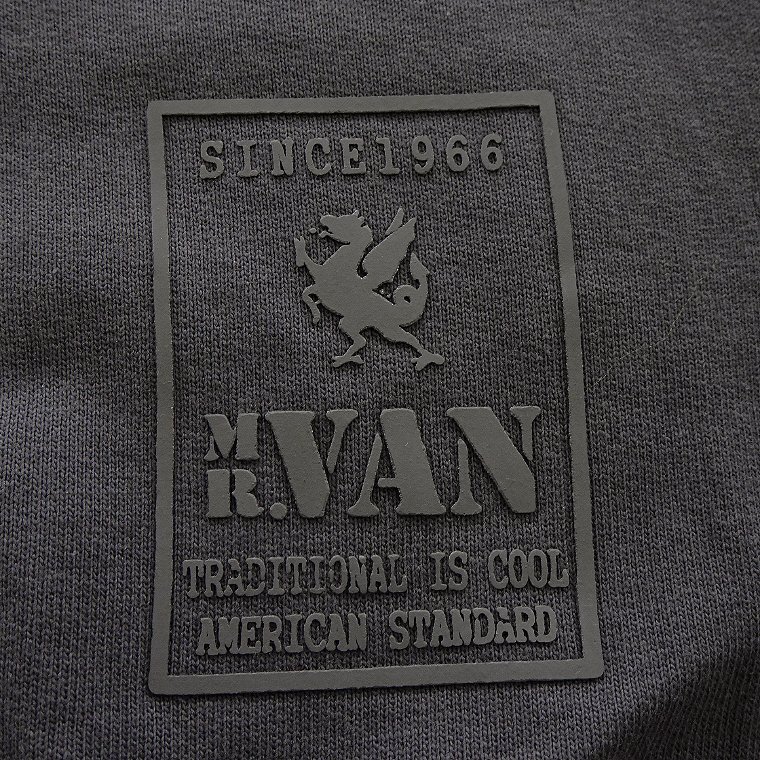 SINCE1966
MR.VAN
TRADITIONAL IS COOL
AMERICAN STANDARD